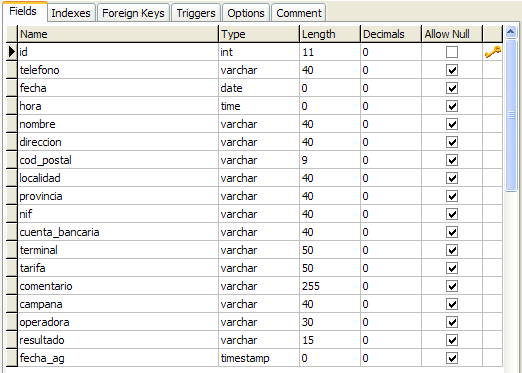 Fields Indexes Foreign Keys Triggers Options Comment
Name Type Length Decimals Allow Null
id int 11 0
telefono varchar 40 0
fecha date 0 0
hora time 0 0
nombre varchar 40 0
direccion varchar 40 0
cod_postal varchar 9 0
localidad varchar 40 0
provincia varchar 40 0
nif varchar 40 0
cuenta_bancaria varchar 40 0
terminal varchar 50 0
tarifa varchar 50 0
comentario varchar 255 0
campana varchar 40 0
operadora varchar 30 0
resultado varchar 15 0
fecha_ag timestamp 0 0